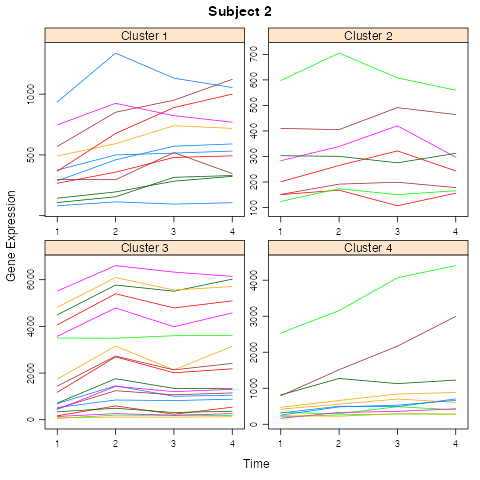 Subject 2
Cluster 1
Cluster 2
1000
500
1 2 3 4
700
600
500
400
300
200
100
1 2 3 4
Gene Expression
Cluster 3
Cluster 4
6000
4000
2000
0
1 2 3 4
4000
3000
2000
1000
0
1 2 3 4
Time